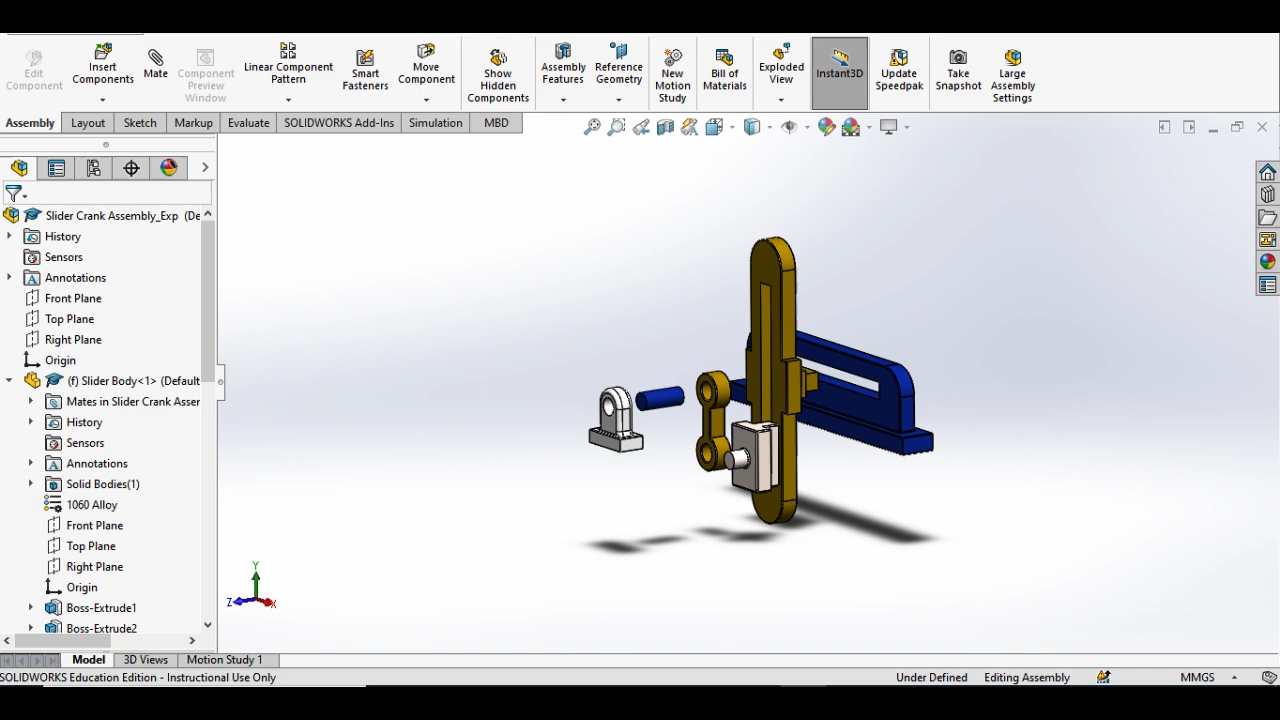 Edit
Component
Insert
Components
Mate
Component
Preview
Window
Linear Component
Pattern
Smart
Fasteners
Move
Component
Show
Hidden
Components
Assembly
Features
Reference
Geometry
New
Motion
Study
Bill of
Materials
Exploded
View
Instant3D
Update
Speedpak
Take
Snapshot
Large
Assembly
Settings
Assembly
Layout
Sketch
Markup
Evaluate
SOLIDWORKS Add-Ins
Simulation
MBD
Slider Crank Assembly_Exp (De
History
Sensors
Annotations
Front Plane
Top Plane
Right Plane
Origin
(f) Slider Body<1> (Default
Mates in Slider Crank Asser
History
Sensors
Annotations
Solid Bodies(1)
1060 Alloy
Front Plane
Top Plane
Right Plane
Origin
Boss-Extrude1
Boss-Extrude2
Y
Z
X
Model
3D Views
Motion Study 1
SOLIDWORKS Education Edition - Instructional Use Only
Under Defined
Editing Assembly
MMGS